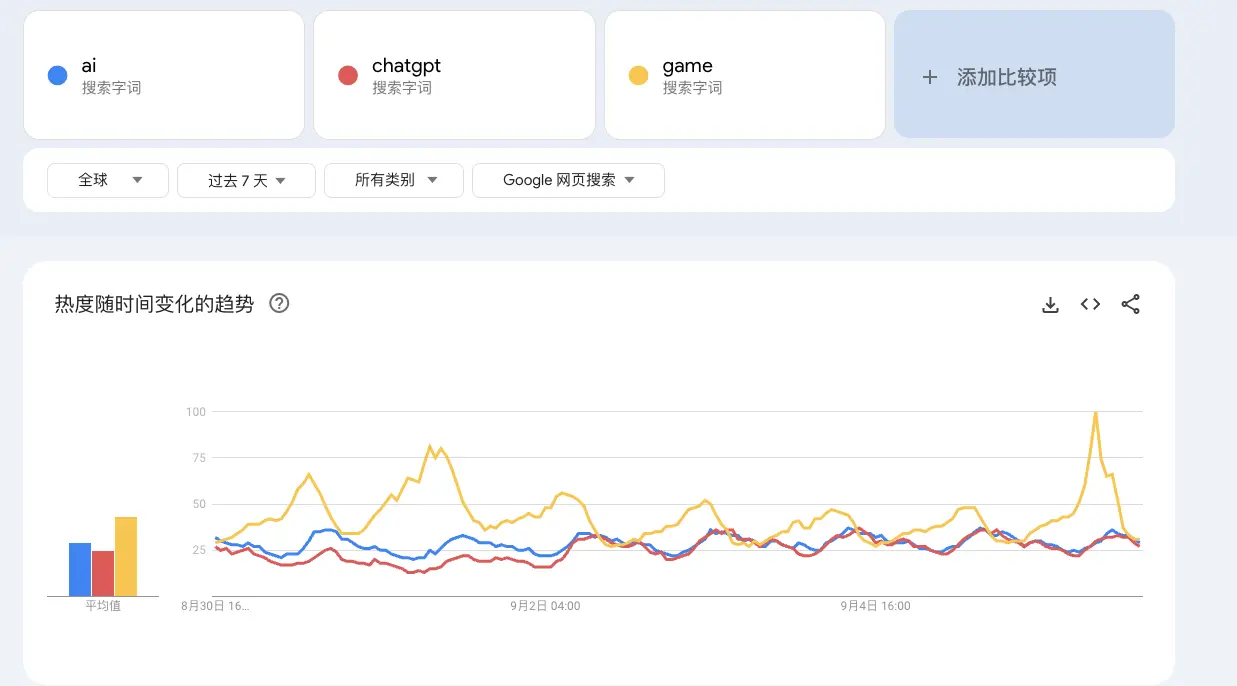 ai
搜索字词
chatgpt
搜索字词
game
搜索字词
+ 添加比较项
全球
过去 7 天
所有类别
Google 网页搜索
热度随时间变化的趋势
100
75
50
25
平均值
8月30日 16…
9月2日 04:00
9月4日 16:00